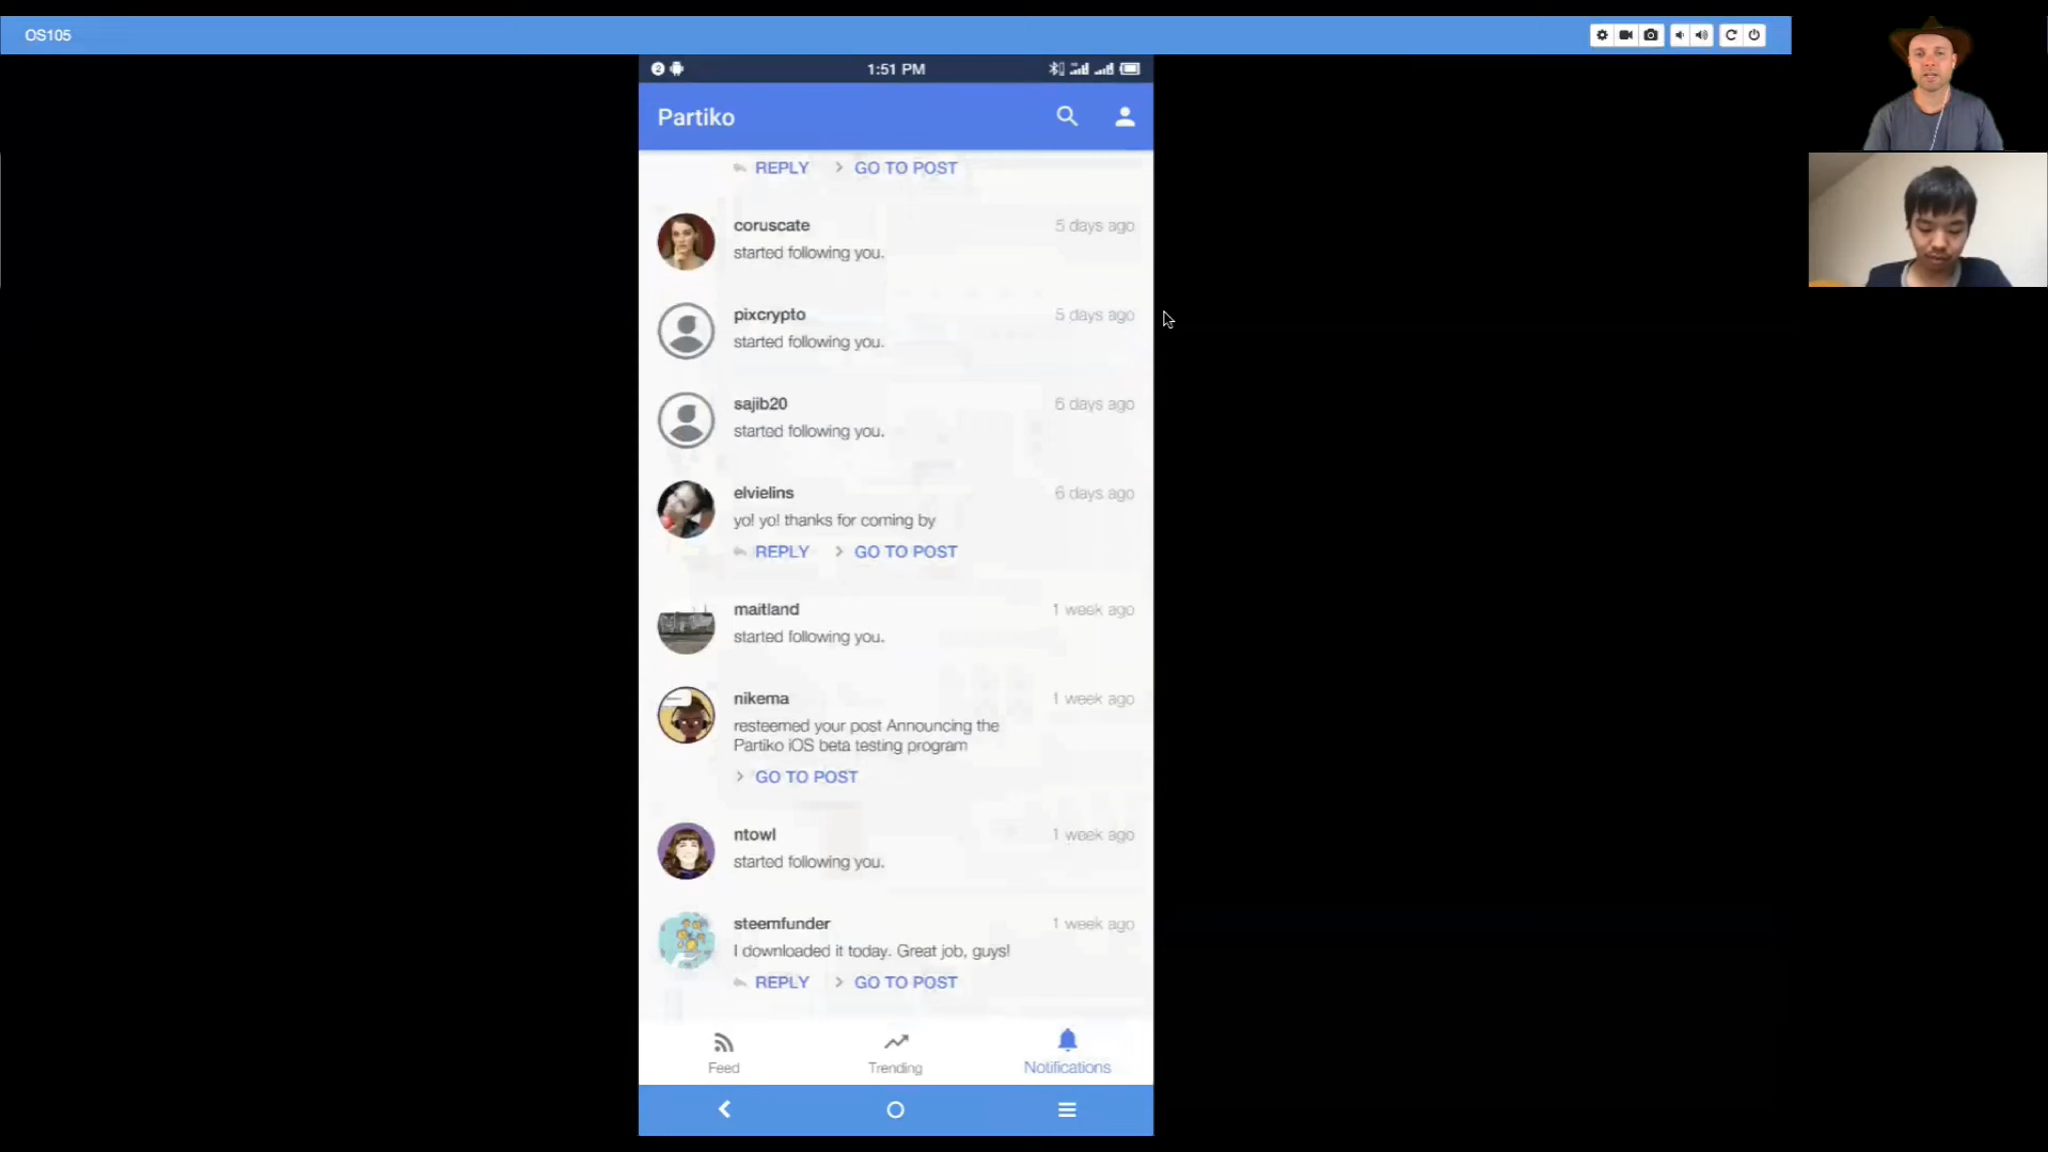 OS105
1:51 PM
Partiko
REPLY GO TO POST
coruscate 5 days ago
started following you.
pixcrypto 5 days ago
started following you.
sajib20 6 days ago
started following you.
elvielins 6 days ago
yo! yo! thanks for coming by
REPLY GO TO POST
maitland 1 week ago
started following you.
nikema 1 week ago
resteemed your post Announcing the
Partiko iOS beta testing program
GO TO POST
ntowl 1 week ago
started following you.
steemfunder 1 week ago
I downloaded it today. Great job, guys!
REPLY GO TO POST
Feed Trending Notifications